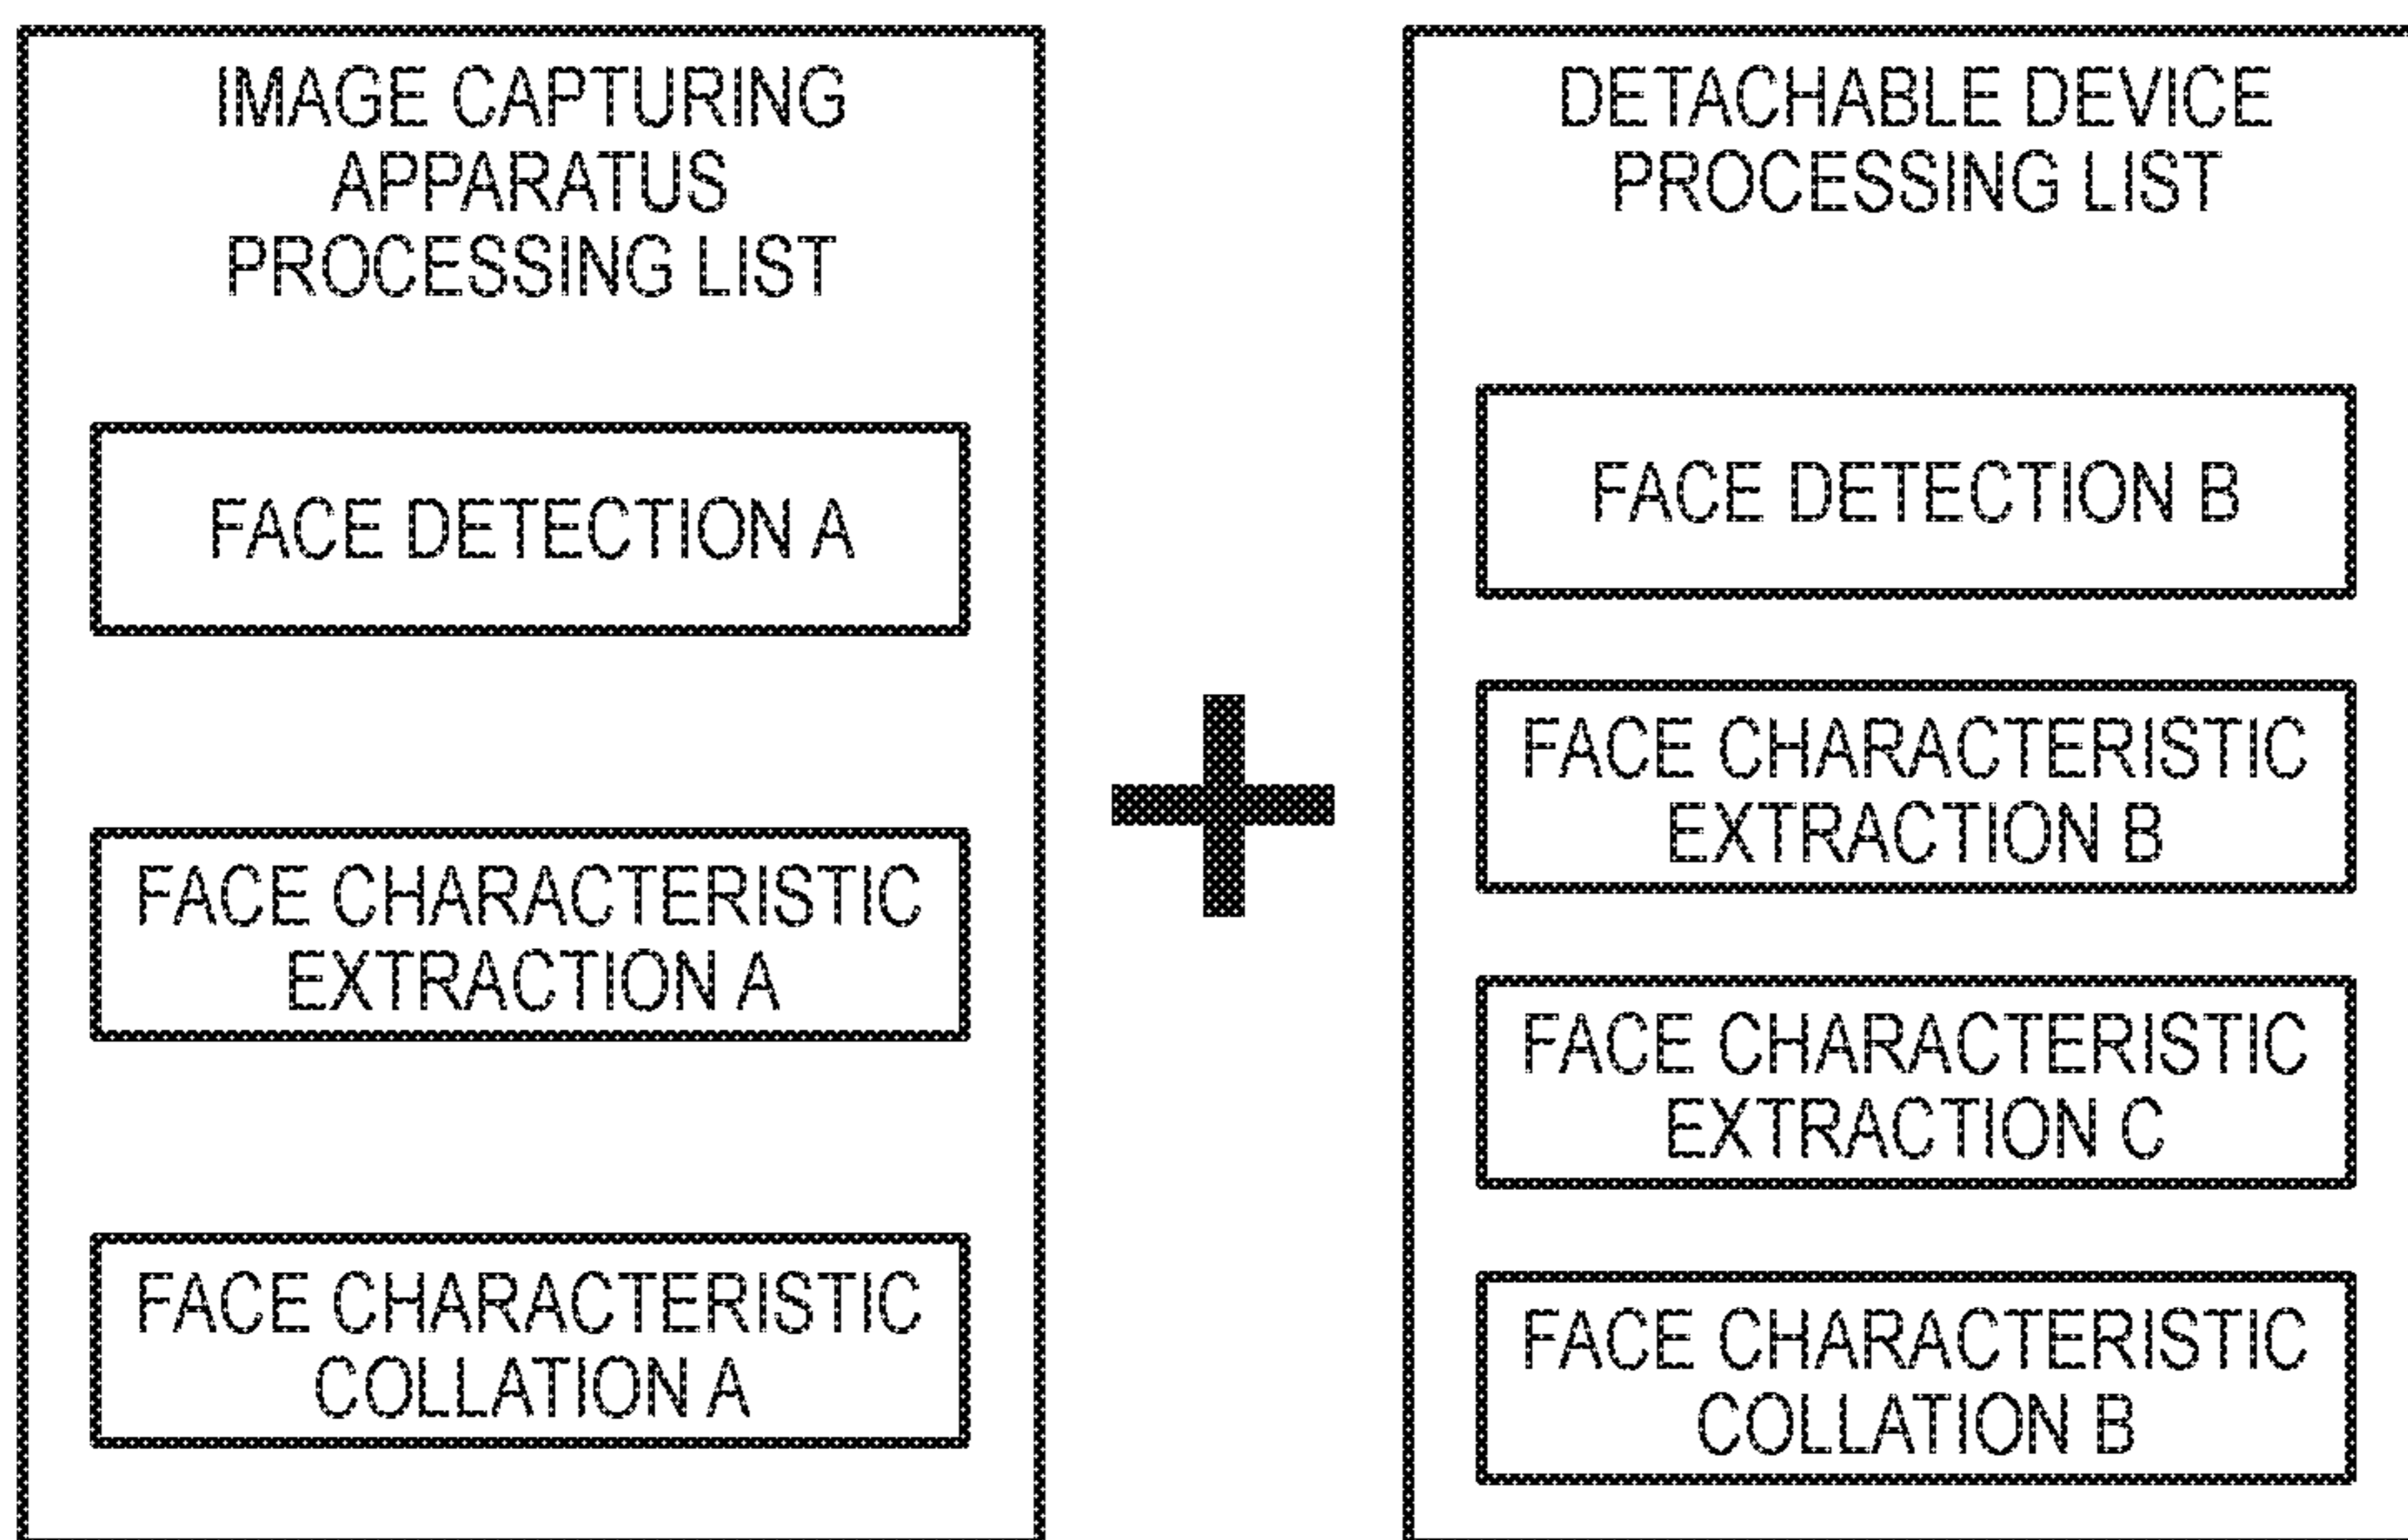 IMAGE CAPTURING
APPARATUS
PROCESSING LIST
FACE DETECTION A
FACE CHARACTERISTIC
EXTRACTION A
FACE CHARACTERISTIC
COLLATION A
DETACHABLE DEVICE
PROCESSING LIST
FACE DETECTION B
FACE CHARACTERISTIC
EXTRACTION B
FACE CHARACTERISTIC
EXTRACTION C
FACE CHARACTERISTIC
COLLATION B